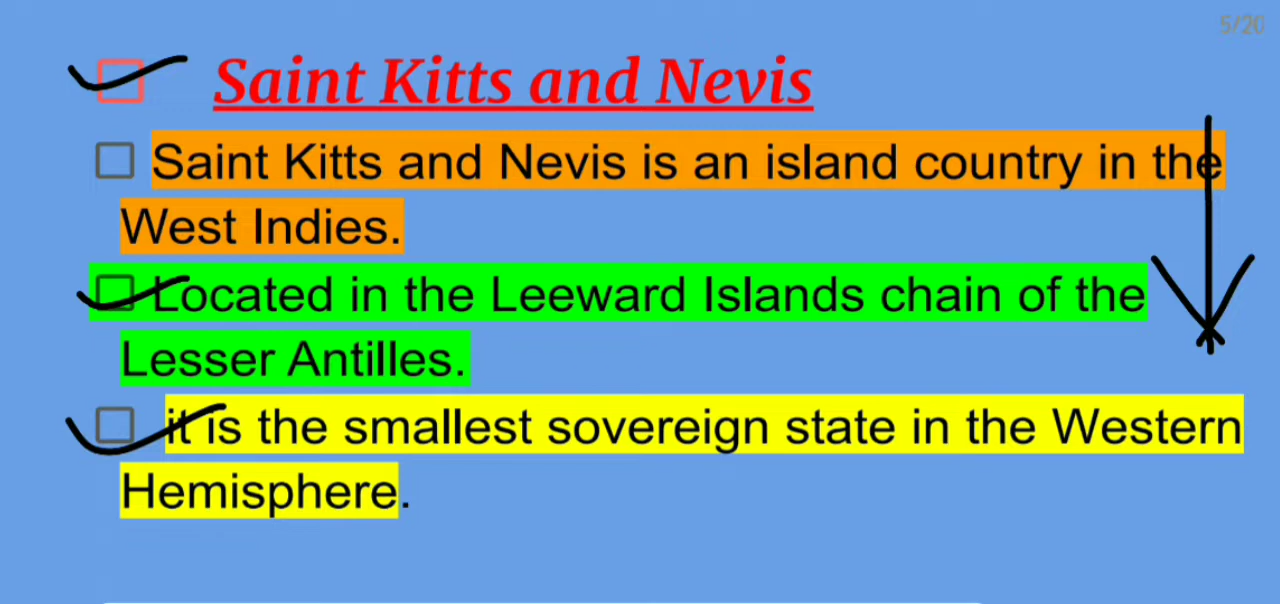 5/20
Saint Kitts and Nevis
Saint Kitts and Nevis is an island country in the
West Indies.
Located in the Leeward Islands chain of the
Lesser Antilles.
it is the smallest sovereign state in the Western
Hemisphere.